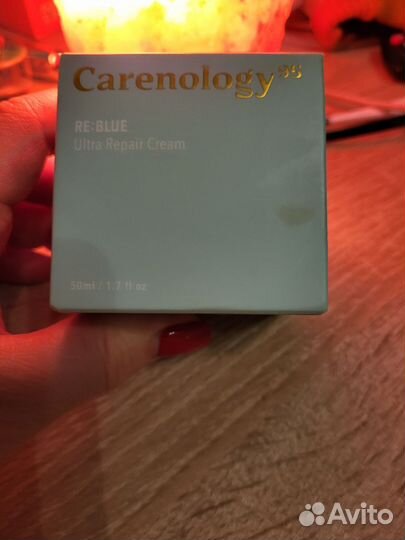 Carenology95
RE:BLUE
Ultra Repair Cream
50ml / 1.7 fl oz
Avito